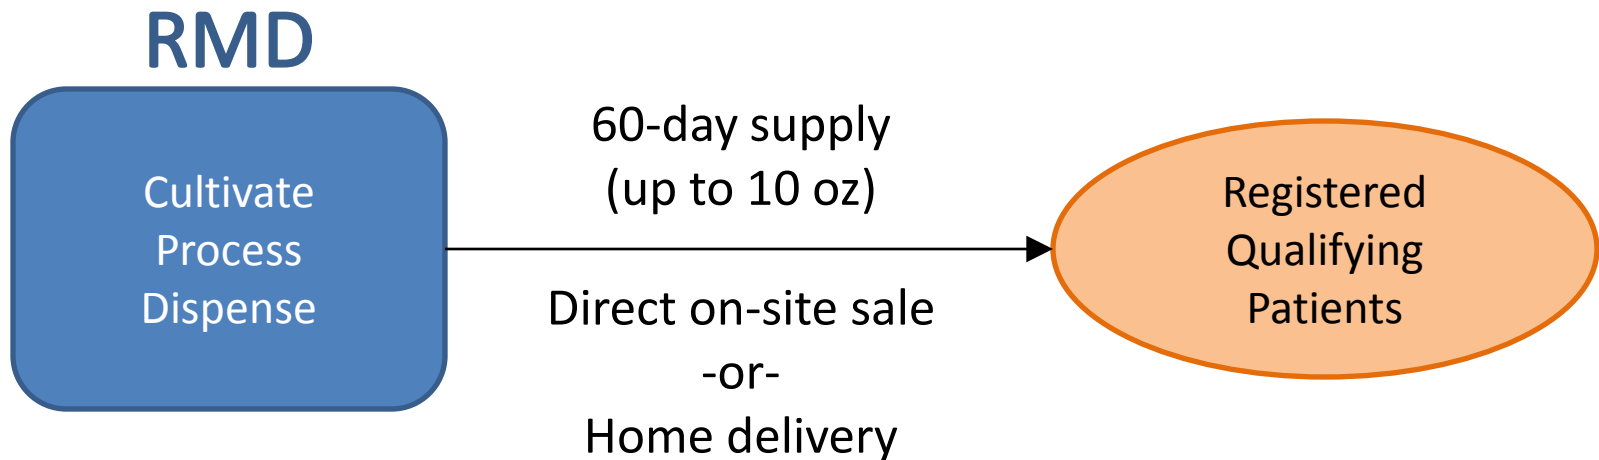 RMD
Cultivate
Process
Dispense
60-day supply
(up to 10 oz)
Direct on-site sale
-or-
Home delivery
Registered
Qualifying
Patients